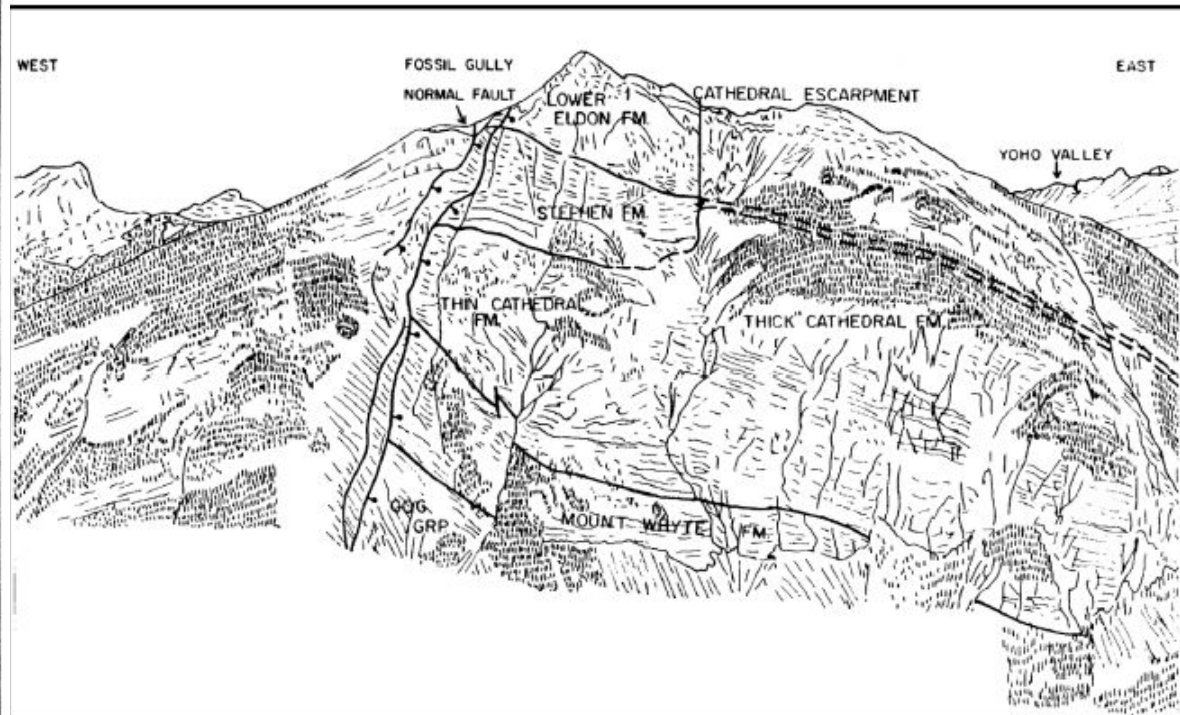 WEST
FOSSIL GULLY
NORMAL FAULT
EAST
LOWER
ELDON FM.
CATHEDRAL ESCARPMENT
YOHO VALLEY
STEPHEN FM.
THIN CATHEDRAL
FM.
THICK CATHEDRAL FM.
GOG
GRP
MOUNT WHYTE FM.